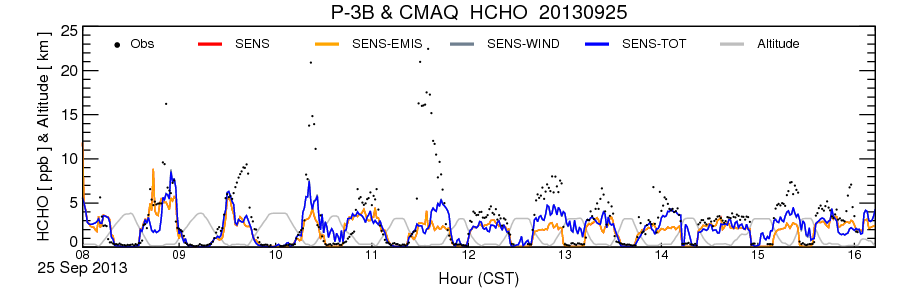 P-3B & CMAQ HCHO 20130925
HCHO [ ppb ] & Altitude [ km ]
25
20
15
10
5
0
Obs SENS SENS-EMIS SENS-WIND SENS-TOT Altitude
08 09 10 11 12 13 14 15 16
25 Sep 2013
Hour (CST)